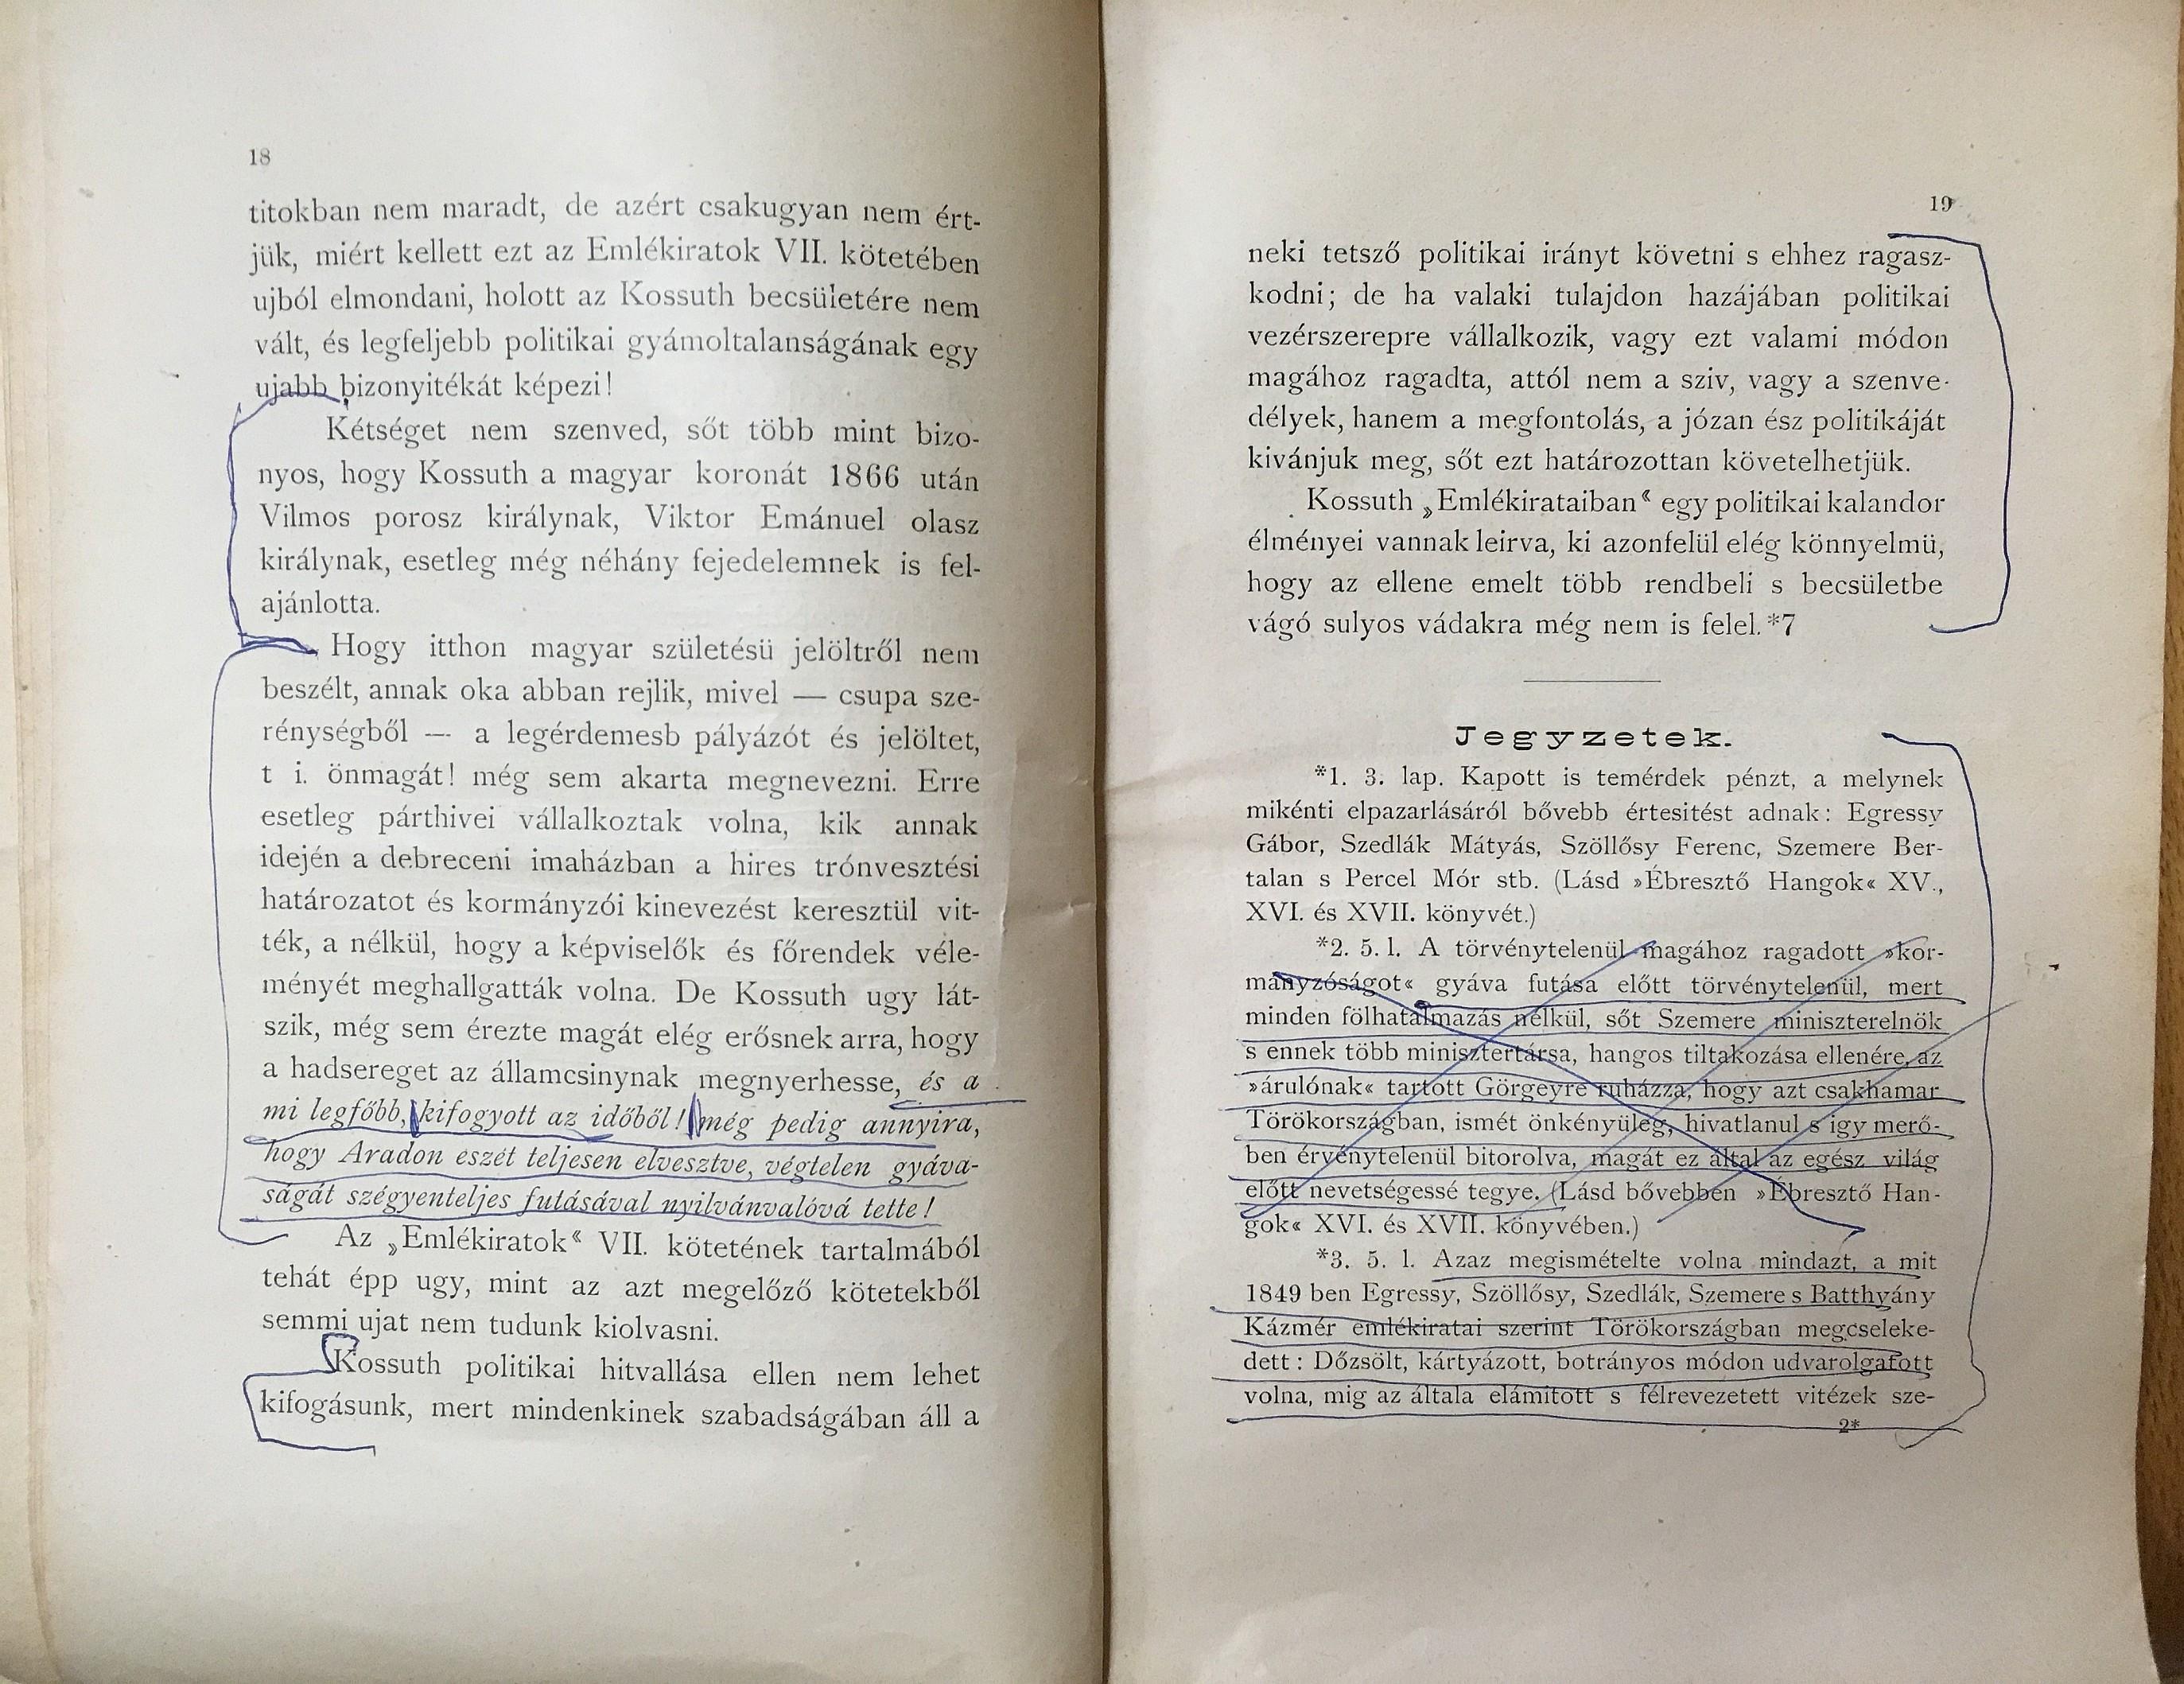 18
titokban nem maradt, de azért csakugyan nem ért-
jük, miért kellett ezt az Emlékiratok VII. kötetében
ujból elmondani, holott az Kossuth becsületére nem
vált, és legfeljebb politikai gyámoltalanságának egy
ujabb bizonyitékát képezi!
Kétséget nem szenved, sőt több mint bizo-
nyos, hogy Kossuth a magyar koronát 1866 után
Vilmos porosz királynak, Viktor Emánuel olasz
királynak, esetleg még néhány fejedelemnek is fel-
ajánlotta.
Hogy itthon magyar születésü jelöltről nem
beszélt, annak oka abban rejlik, mivel — csupa sze-
rénységből — a legérdemesb pályázót és jelöltet,
t i. önmagát! még sem akarta megnevezni. Erre
esetleg párthivei vállalkoztak volna, kik annak
idején a debreceni imaházban a hires trónvesztési
határozatot és kormányzói kinevezést keresztül vit-
ték, a nélkül, hogy a képviselők és főrendek véle-
ményét meghallgatták volna. De Kossuth ugy lát-
szik, még sem érezte magát elég erősnek arra, hogy
a hadsereget az államcsinynak megnyerhesse, és a
mi legfőbb, kifogyott az időből! még pedig annyira,
hogy Aradon eszét teljesen elvesztve, végtelen gyáva-
ságát szégyenteljes futásával nyilvánvalóvá tette!
Az „Emlékiratok“ VII. kötetének tartalmából
tehát épp ugy, mint az azt megelőző kötetekből
semmi ujat nem tudunk kiolvasni.
Kossuth politikai hitvallása ellen nem lehet
kifogásunk, mert mindenkinek szabadságában áll a
19
neki tetsző politikai irányt követni s ehhez ragasz-
kodni; de ha valaki tulajdon hazájában politikai
vezérszerepre vállalkozik, vagy ezt valami módon
magához ragadta, attól nem a sziv, vagy a szenve-
délyek, hanem a megfontolás, a józan ész politikáját
kivánjuk meg, sőt ezt határozottan követelhetjük.
Kossuth „Emlékirataiban“ egy politikai kalandor
élményei vannak leirva, ki azonfelül elég könnyelmü,
hogy az ellene emelt több rendbeli s becsületbe
vágó sulyos vádakra még nem is felel.*7
Jegyzetek.
*1. 3. lap. Kapott is temérdek pénzt, a melynek
mikénti elpazarlásáról bővebb értesitést adnak: Egressy
Gábor, Szedlák Mátyás, Szöllősy Ferenc, Szemere Ber-
talan s Percel Mór stb. (Lásd »Ébresztő Hangok« XV.,
XVI. és XVII. könyvét.)
*2. 5. l. A törvénytelenül magához ragadott »kor-
mányzóságot« gyáva futása előtt törvénytelenül, mert
minden fölhatalmazás nélkül, sőt Szemere miniszterelnök
s ennek több minisztertársa, hangos tiltakozása ellenére, az
»árulónak« tartott Görgeyre ruházza, hogy azt csakhamar
Törökországban, ismét önkényüleg, hivatlanul s igy merő-
ben érvénytelenül bitorolva, magát ez által az egész világ
előtt nevetségessé tegye. (Lásd bővebben »Ébresztő Han-
gok« XVI. és XVII. könyvében.)
*3. 5. l. Azaz megismételte volna mindazt, a mit
1849 ben Egressy, Szöllősy, Szedlák, Szemere s Batthyány
Kázmér emlékiratai szerint Törökországban megcseleke-
dett: Dőzsölt, kártyázott, botrányos módon udvarolgatott
volna, mig az általa elámitott s félrevezetett vitézek sze-
2*